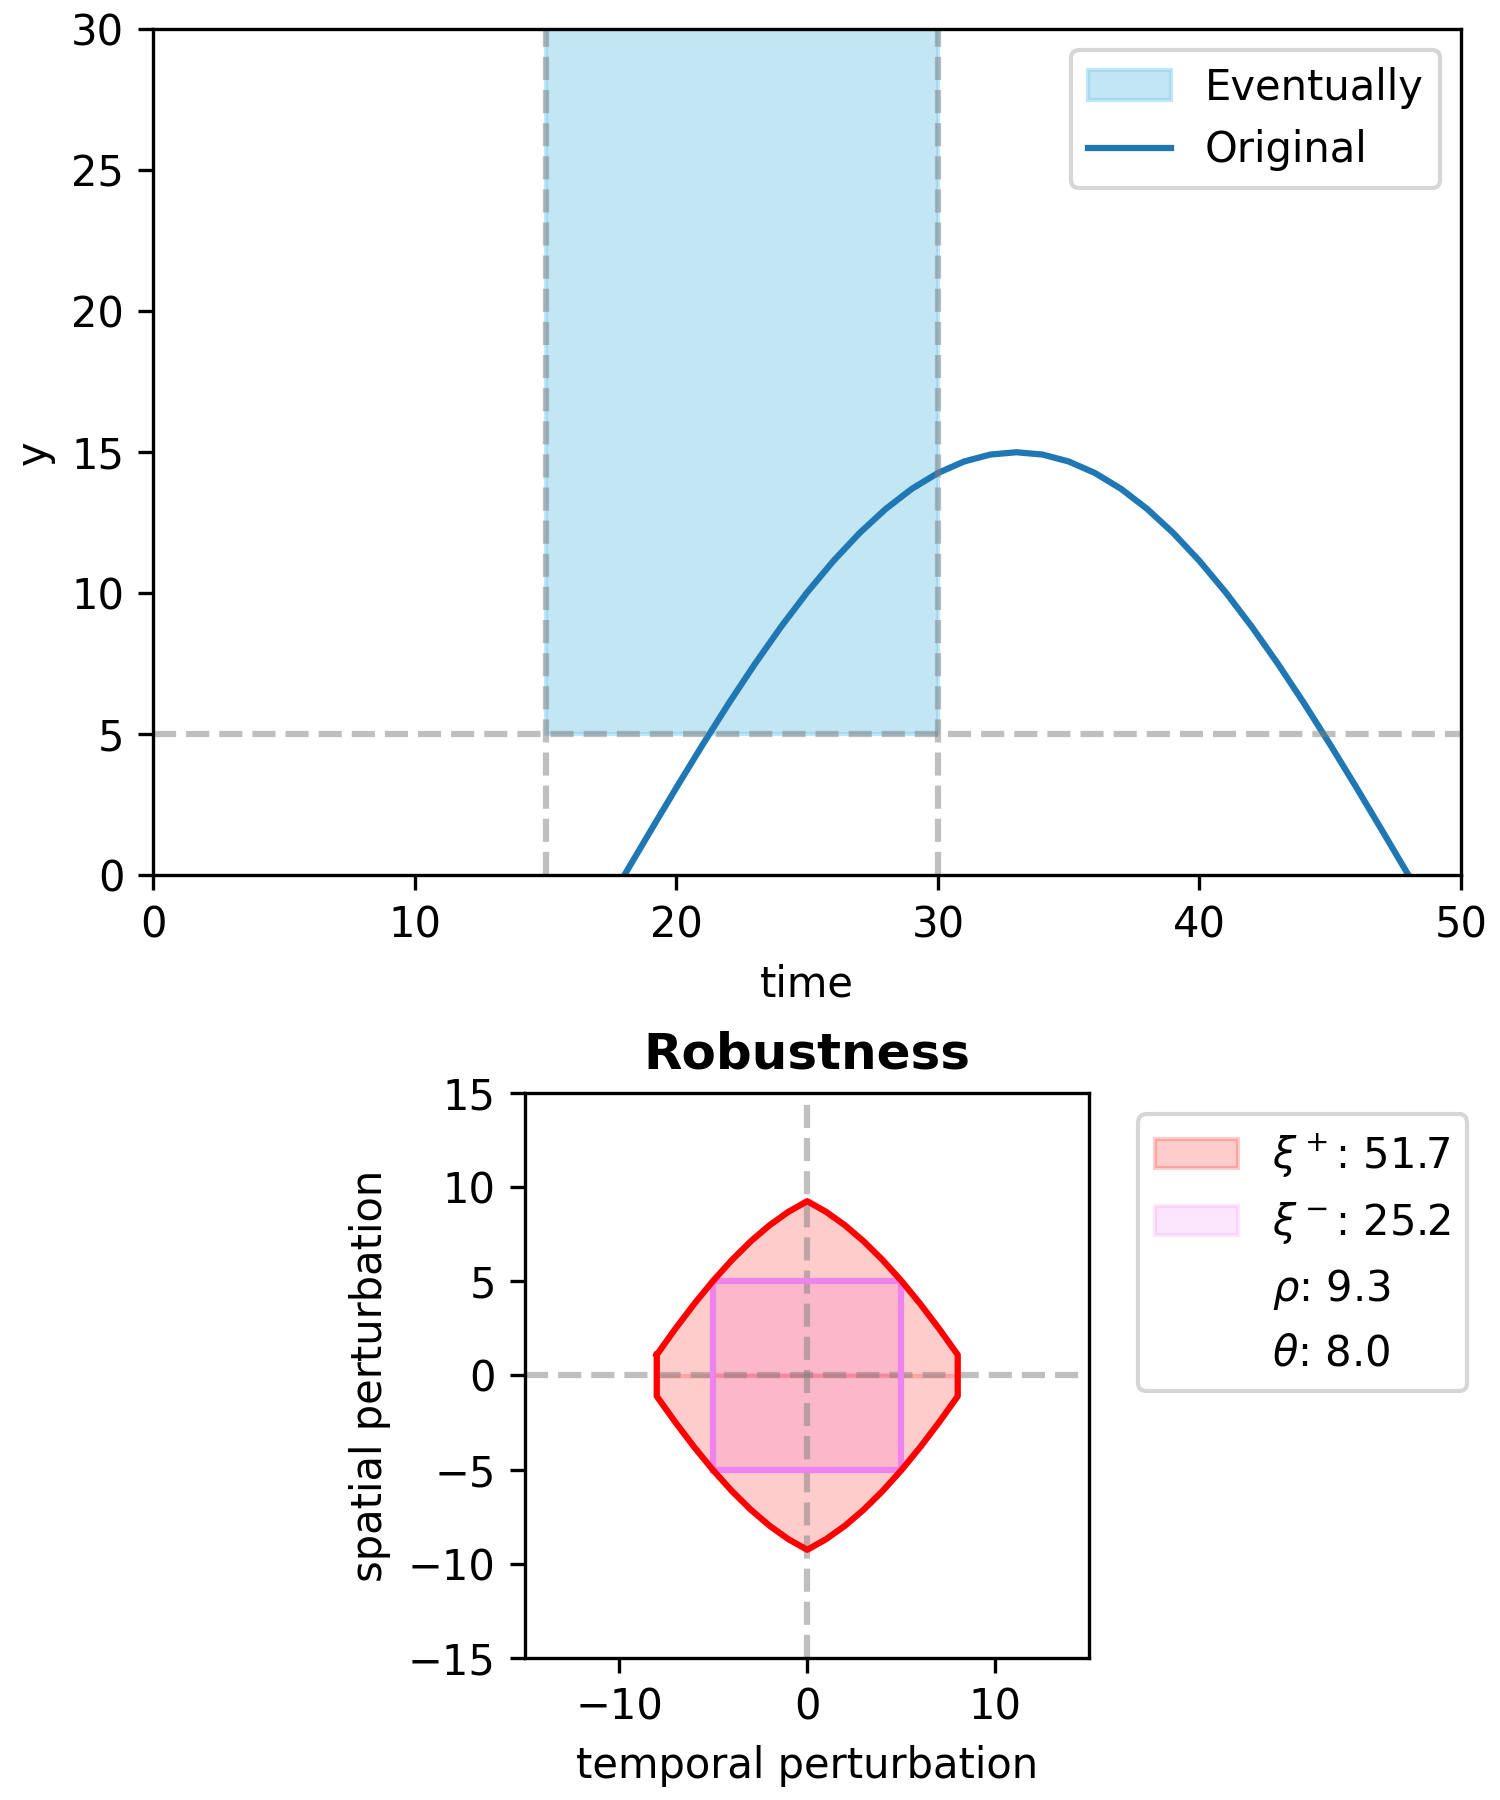 30
25
20
15
10
5
0
y
Eventually
Original
0
10
20
30
40
50
time
Robustness
15
10
5
0
−5
−10
−15
spatial perturbation
ξ⁺: 51.7
ξ⁻: 25.2
ρ: 9.3
θ: 8.0
−10
0
10
temporal perturbation